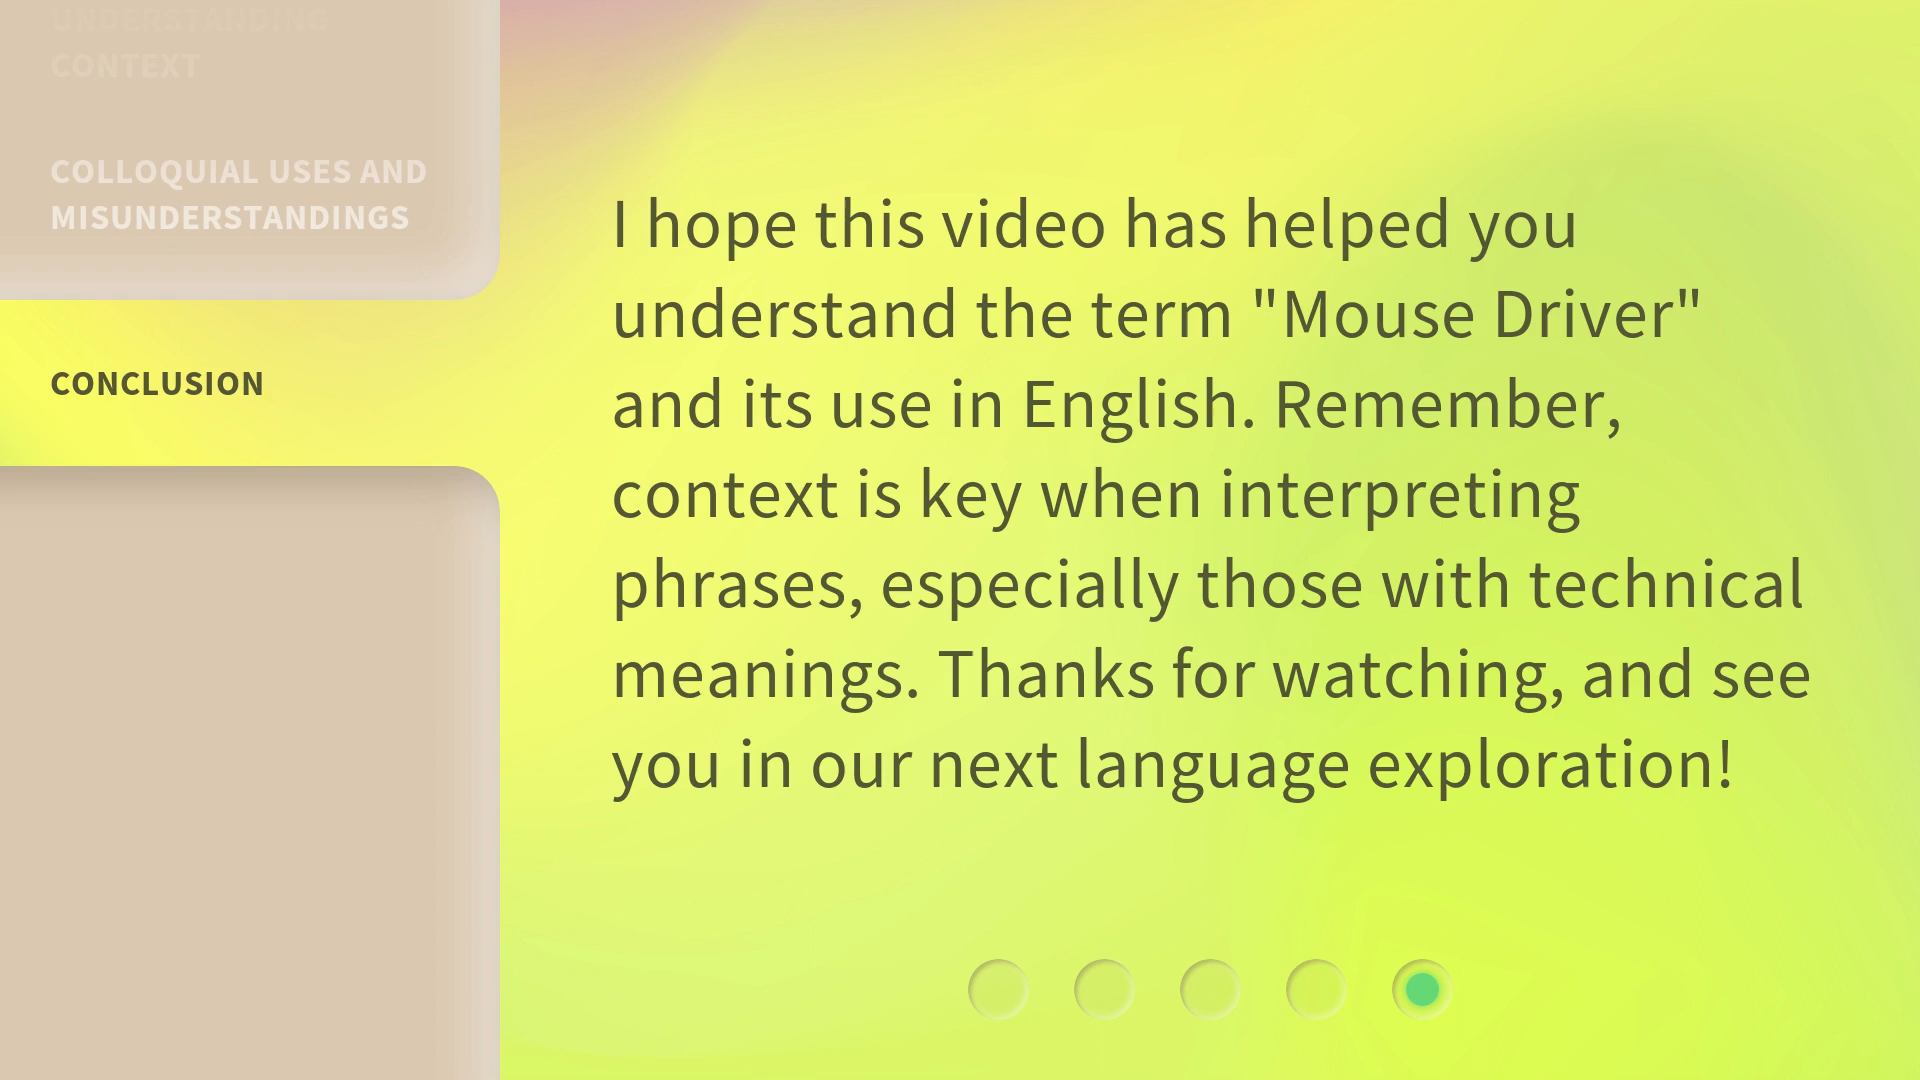 UNDERSTANDING
CONTEXT
COLLOQUIAL USES AND
MISUNDERSTANDINGS
CONCLUSION
I hope this video has helped you
understand the term "Mouse Driver"
and its use in English. Remember,
context is key when interpreting
phrases, especially those with technical
meanings. Thanks for watching, and see
you in our next language exploration!